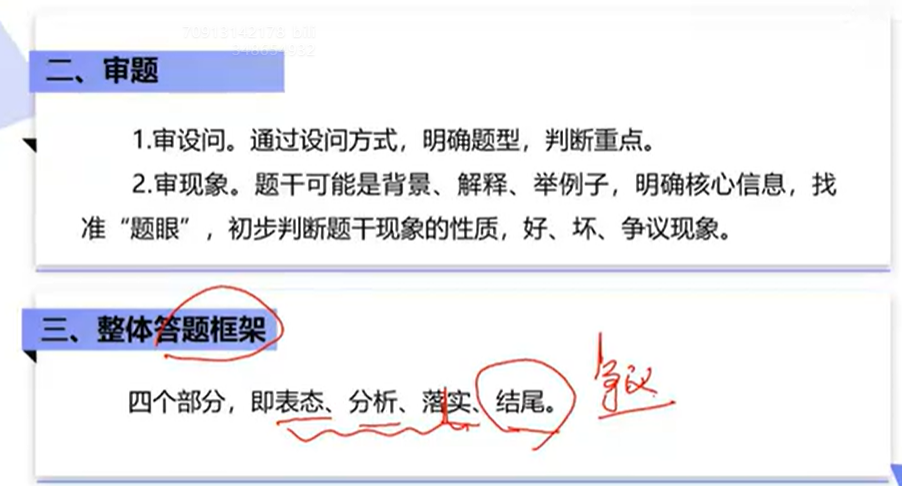 二、审题
1.审设问。通过设问方式，明确题型，判断重点。
2.审现象。题干可能是背景、解释、举例子，明确核心信息，找
准“题眼”，初步判断题干现象的性质，好、坏、争议现象。
三、整体答题框架
四个部分，即表态、分析、落实、结尾。
争议